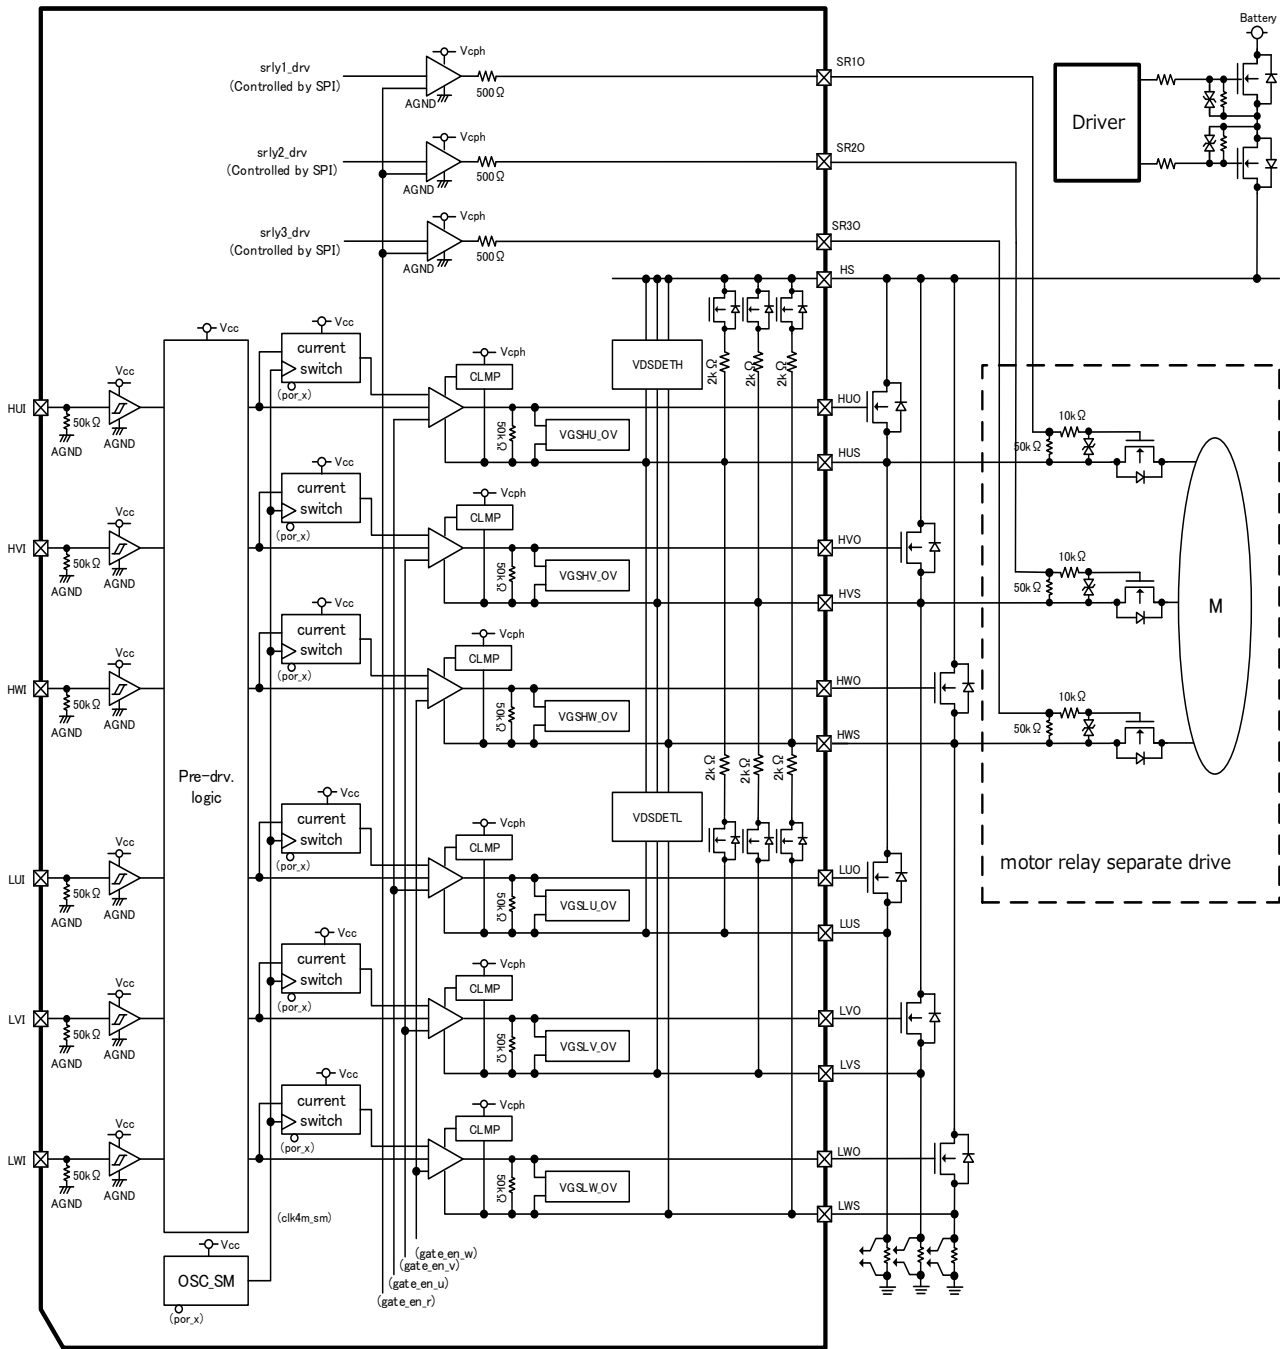 Battery
Vcph
srly1_drv
(Controlled by SPI)
AGND
500Ω
SR1O
Driver
Vcph
srly2_drv
(Controlled by SPI)
AGND
500Ω
SR2O
Vcph
srly3_drv
(Controlled by SPI)
AGND
500Ω
SR3O
HS
Vcc
Vcc
current
switch
(por_x)
Vcph
CLMP
VDSDETH
2kΩ
2kΩ
2kΩ
Vcc
HUI
50kΩ
AGND
AGND
50kΩ
VGSHU_OV
HUO
HUS
10kΩ
50kΩ
Vcc
current
switch
(por_x)
Vcph
CLMP
Vcc
HVI
50kΩ
AGND
AGND
50kΩ
VGSHV_OV
HVO
HVS
10kΩ
50kΩ
M
Vcc
current
switch
(por_x)
Vcph
CLMP
Vcc
HWI
50kΩ
AGND
AGND
50kΩ
VGSHW_OV
HWO
HWS
10kΩ
50kΩ
Pre-drv.
logic
2kΩ
2kΩ
2kΩ
VDSDETL
Vcc
current
switch
(por_x)
Vcph
CLMP
Vcc
LUI
50kΩ
AGND
AGND
50kΩ
VGSLU_OV
LUO
LUS
motor relay separate drive
Vcc
current
switch
(por_x)
Vcph
CLMP
Vcc
LVI
50kΩ
AGND
AGND
50kΩ
VGSLV_OV
LVO
LVS
Vcc
current
switch
(por_x)
Vcph
CLMP
Vcc
LWI
50kΩ
AGND
AGND
50kΩ
VGSLW_OV
LWO
LWS
(clk4m_sm)
Vcc
OSC_SM
(por_x)
(gate_en_w)
(gate_en_v)
(gate_en_u)
(gate_en_r)